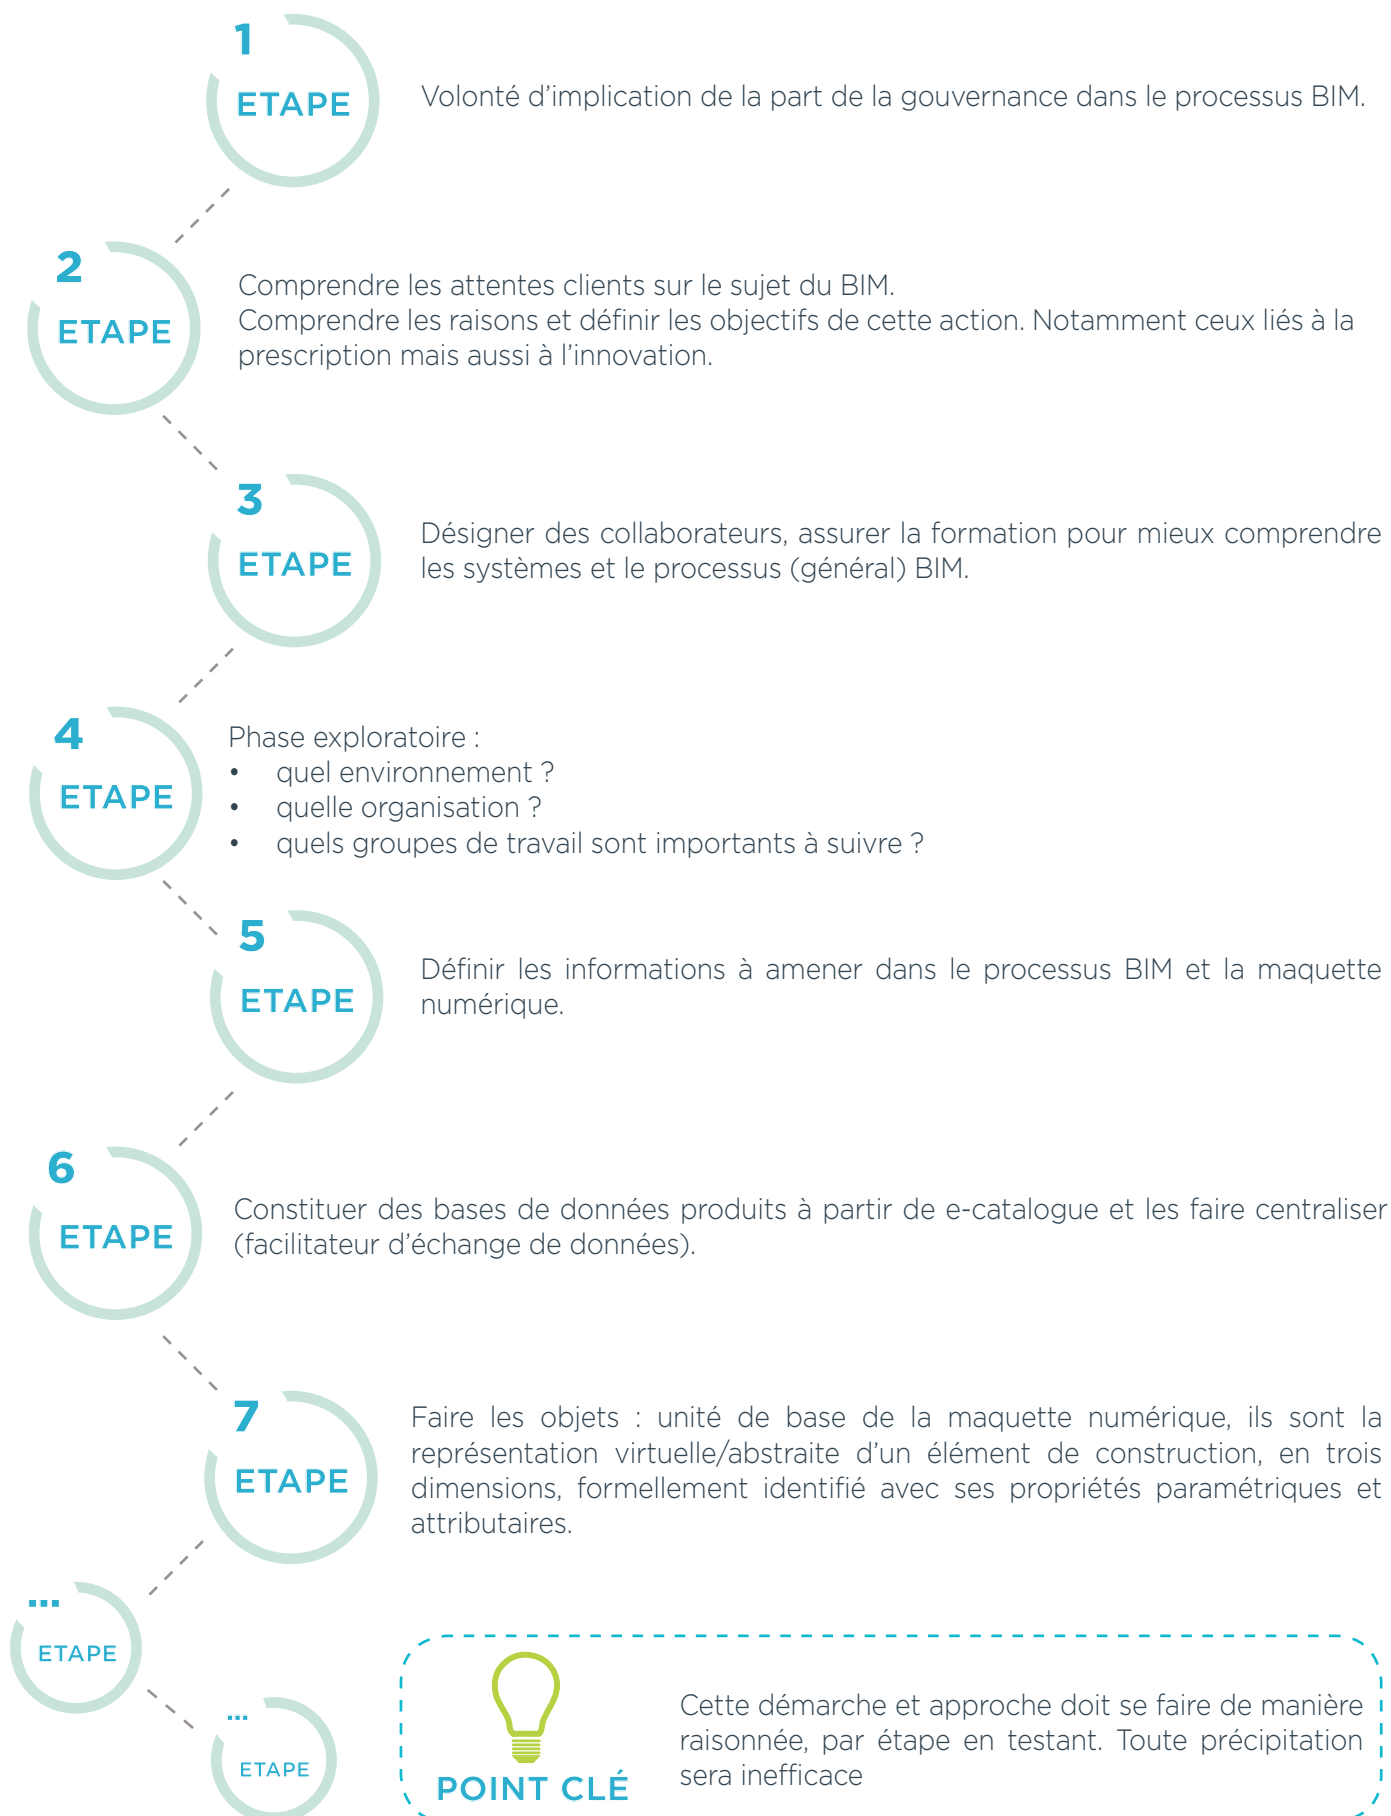 1
ETAPE
Volonté d’implication de la part de la gouvernance dans le processus BIM.
2
ETAPE
Comprendre les attentes clients sur le sujet du BIM.
Comprendre les raisons et définir les objectifs de cette action. Notamment ceux liés à la
prescription mais aussi à l’innovation.
3
ETAPE
Désigner des collaborateurs, assurer la formation pour mieux comprendre
les systèmes et le processus (général) BIM.
4
ETAPE
Phase exploratoire :
• quel environnement ?
• quelle organisation ?
• quels groupes de travail sont importants à suivre ?
5
ETAPE
Définir les informations à amener dans le processus BIM et la maquette
numérique.
6
ETAPE
Constituer des bases de données produits à partir de e-catalogue et les faire centraliser
(facilitateur d’échange de données).
7
ETAPE
Faire les objets : unité de base de la maquette numérique, ils sont la
représentation virtuelle/abstraite d’un élément de construction, en trois
dimensions, formellement identifié avec ses propriétés paramétriques et
attributaires.
...
ETAPE
...
ETAPE
POINT CLÉ
Cette démarche et approche doit se faire de manière
raisonnée, par étape en testant. Toute précipitation
sera inefficace